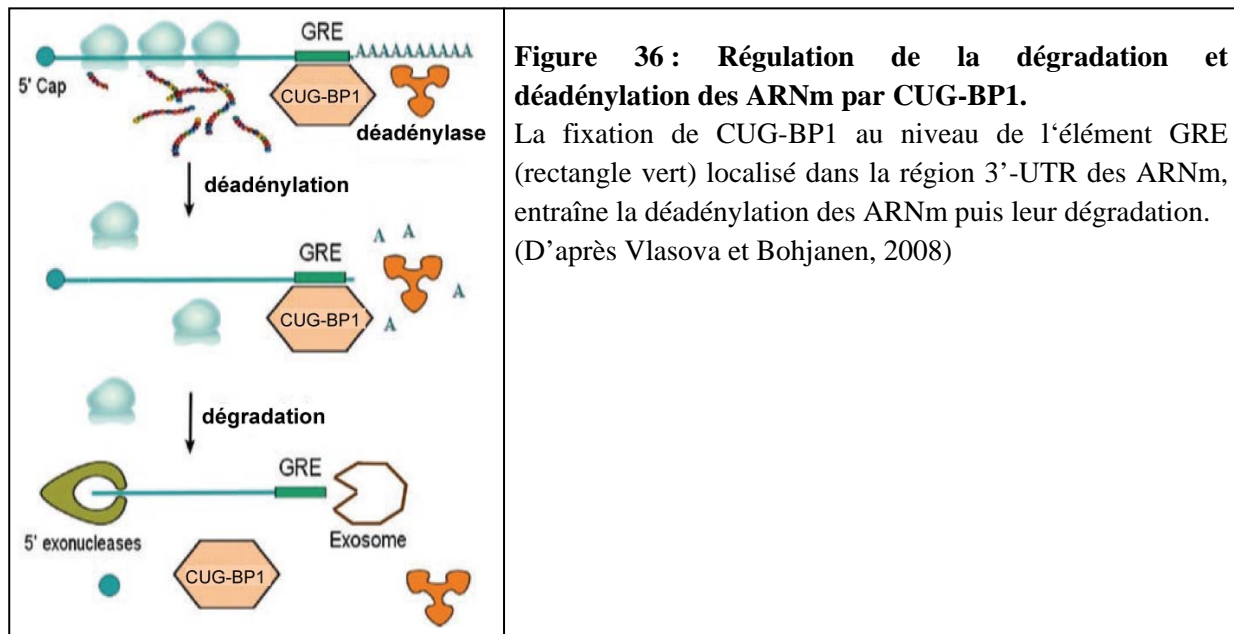 GRE
AAAAAAAAAA
5' Cap
CUG-BP1
déadénylase
déadénylation
GRE
A A
A
A
CUG-BP1
dégradation
GRE
5' exonucleases
Exosome
CUG-BP1
Figure 36 : Régulation de la dégradation et
déadénylation des ARNm par CUG-BP1.
La fixation de CUG-BP1 au niveau de l‘élément GRE
(rectangle vert) localisé dans la région 3’-UTR des ARNm,
entraîne la déadénylation des ARNm puis leur dégradation.
(D’après Vlasova et Bohjanen, 2008)